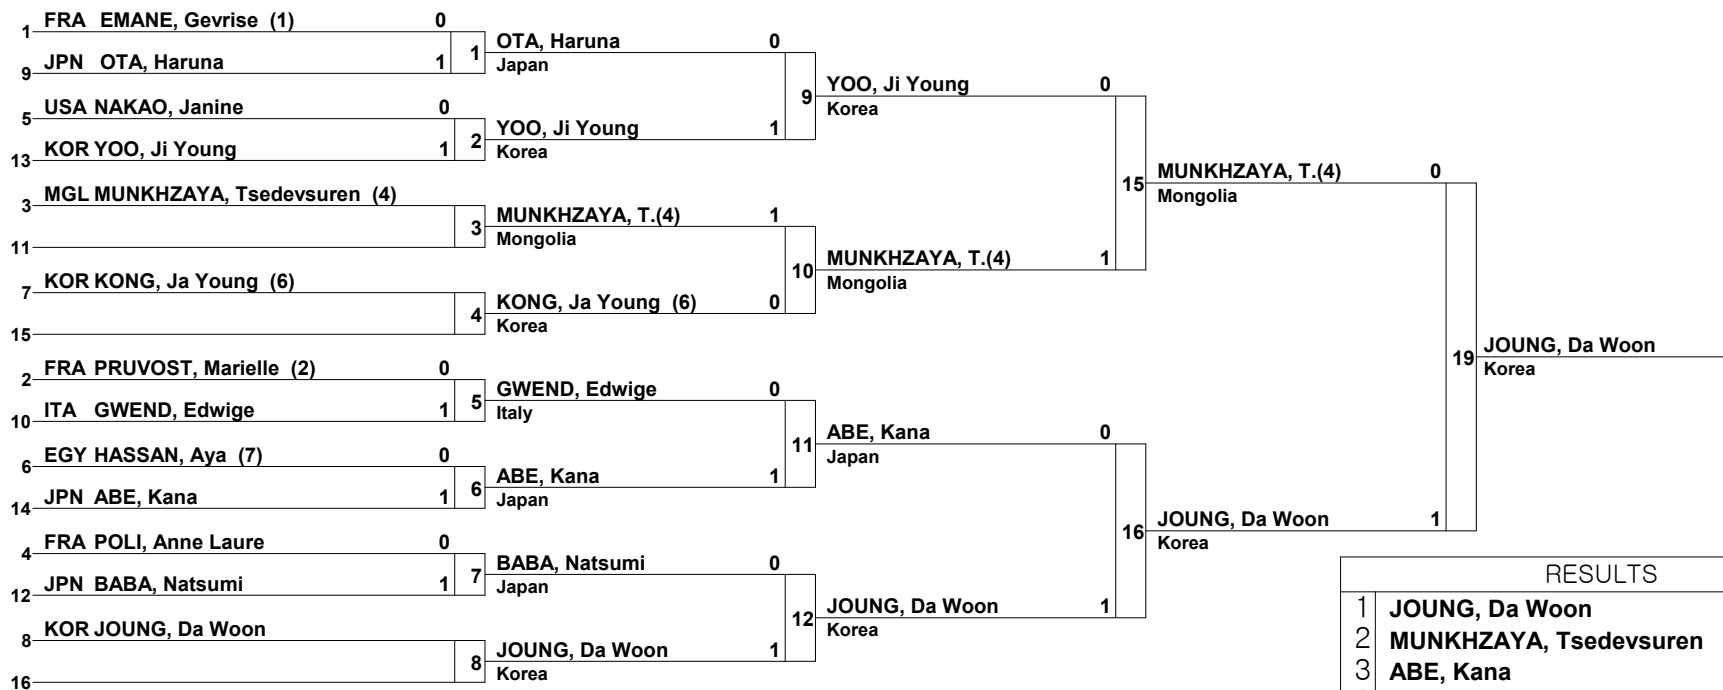 1 FRA EMANE, Gevrise (1) 0
9 JPN OTA, Haruna 1
1
OTA, Haruna 0
Japan
5 USA NAKAO, Janine 0
13 KOR YOO, Ji Young 1
2
YOO, Ji Young 1
Korea
9
YOO, Ji Young 0
Korea
3 MGL MUNKHZAYA, Tsedevsuren (4)
11
3
MUNKHZAYA, T.(4) 1
Mongolia
7 KOR KONG, Ja Young (6)
15
4
KONG, Ja Young (6) 0
Korea
10
MUNKHZAYA, T.(4) 1
Mongolia
15
MUNKHZAYA, T.(4) 0
Mongolia
2 FRA PRUVOST, Marielle (2) 0
10 ITA GWEND, Edwige 1
5
GWEND, Edwige 0
Italy
6 EGY HASSAN, Aya (7) 0
14 JPN ABE, Kana 1
6
ABE, Kana 1
Japan
11
ABE, Kana 0
Japan
4 FRA POLI, Anne Laure 0
12 JPN BABA, Natsumi 1
7
BABA, Natsumi 0
Japan
8 KOR JOUNG, Da Woon
16
8
JOUNG, Da Woon 1
Korea
12
JOUNG, Da Woon 1
Korea
16
JOUNG, Da Woon 1
Korea
19
JOUNG, Da Woon
Korea
RESULTS
1 JOUNG, Da Woon
2 MUNKHZAYA, Tsedevsuren
3 ABE, Kana